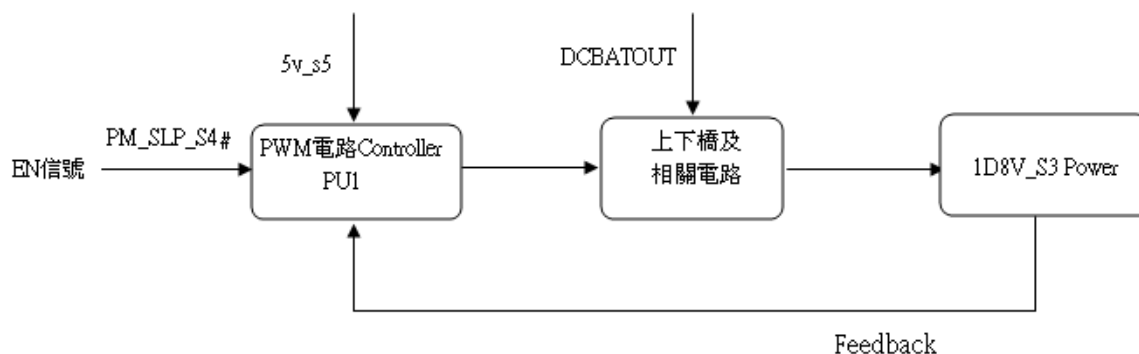 5v_s5
DCBATOUT
EN信號
PM_SLP_S4#
PWM電路Controller
PU1
上下橋及
相關電路
1D8V_S3 Power
Feedback